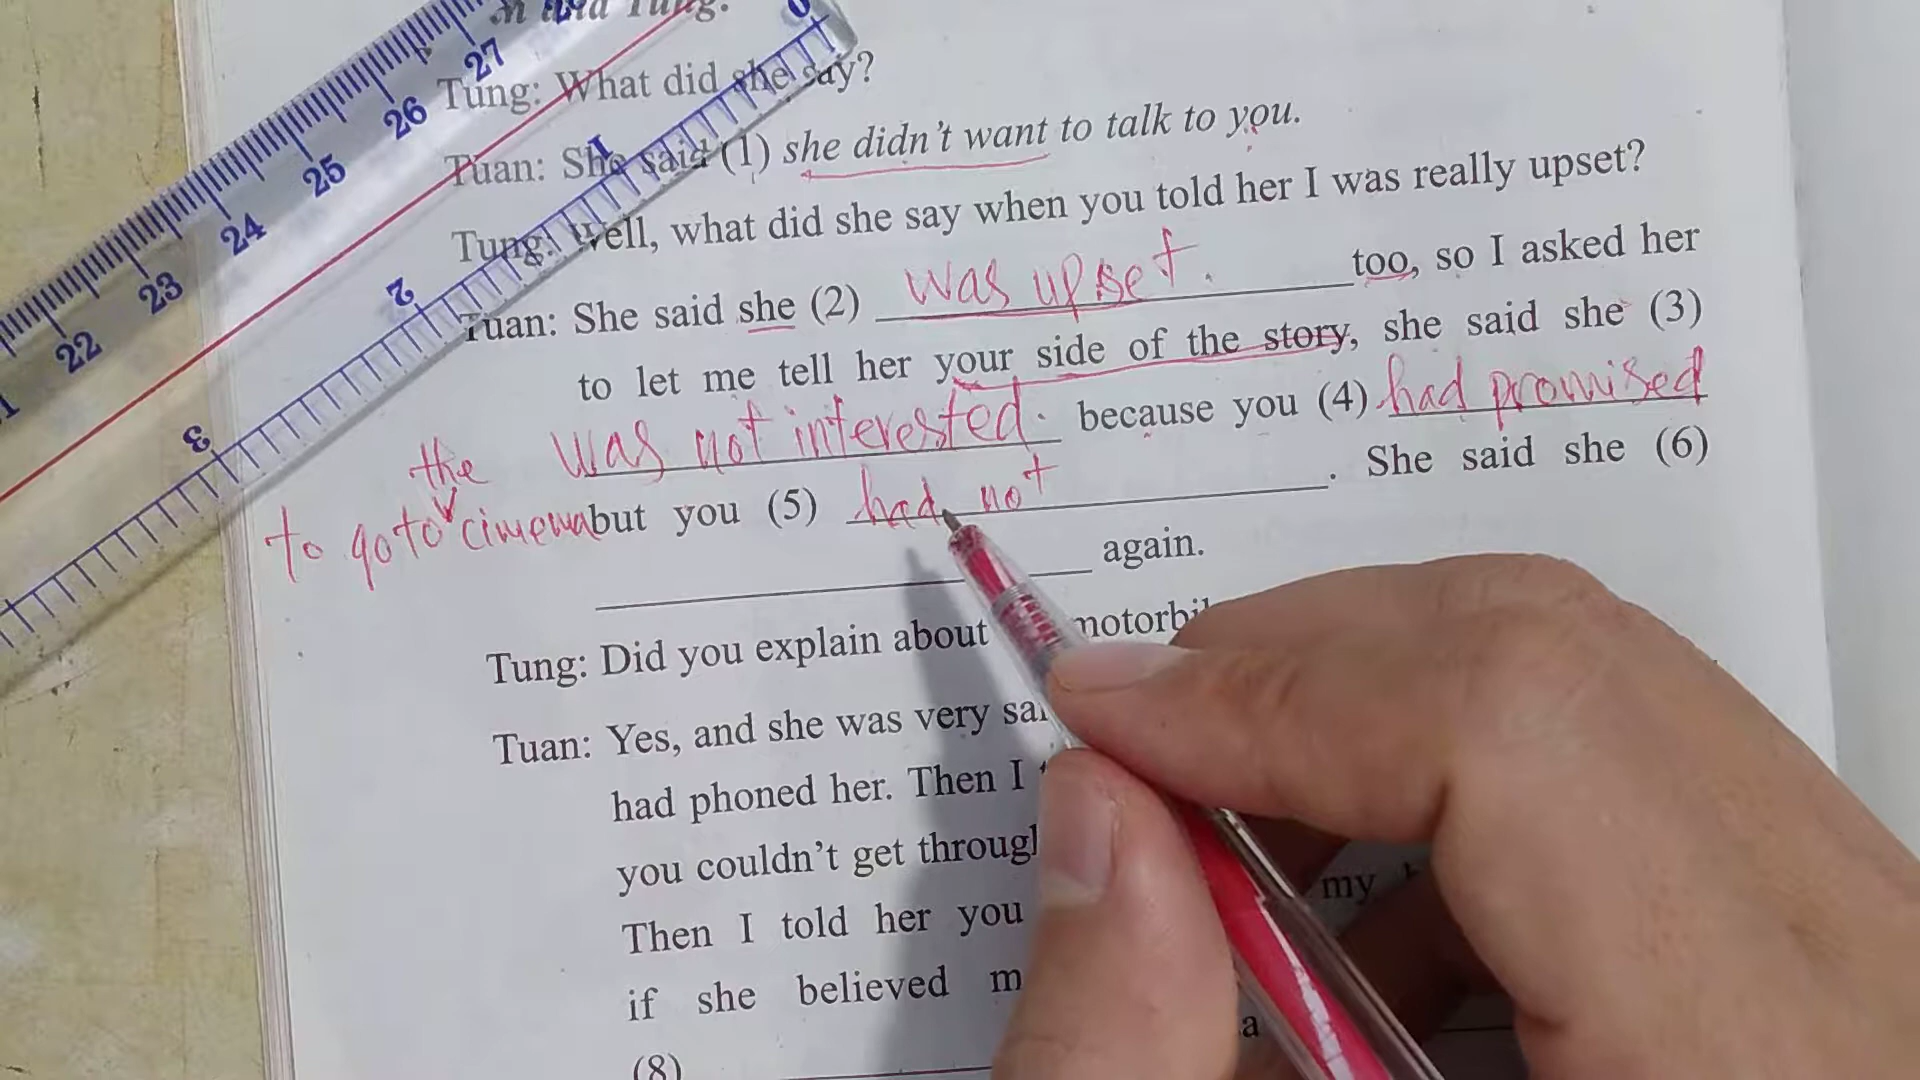 Tung: What did she say?
Tuan: She said (1) she didn't want to talk to you.
Tung: Well, what did she say when you told her I was really upset?
Tuan: She said she (2) was upset. too, so I asked her
to let me tell her your side of the story, she said she (3)
was not interested. because you (4) had promised
to go to the cinema but you (5) had not . She said she (6)
again.
Tung: Did you explain about
Tuan: Yes, and she was very
had phoned her. Then I
you couldn't get
my
Then I told her you
if she believed
a
(8)
27
26
25
24
23
22
0
1
2
3